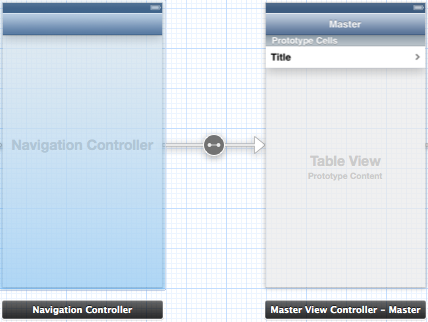 Navigation Controller
Navigation Controller
Master
Prototype Cells
Title
Table View
Prototype Content
Master View Controller - Master